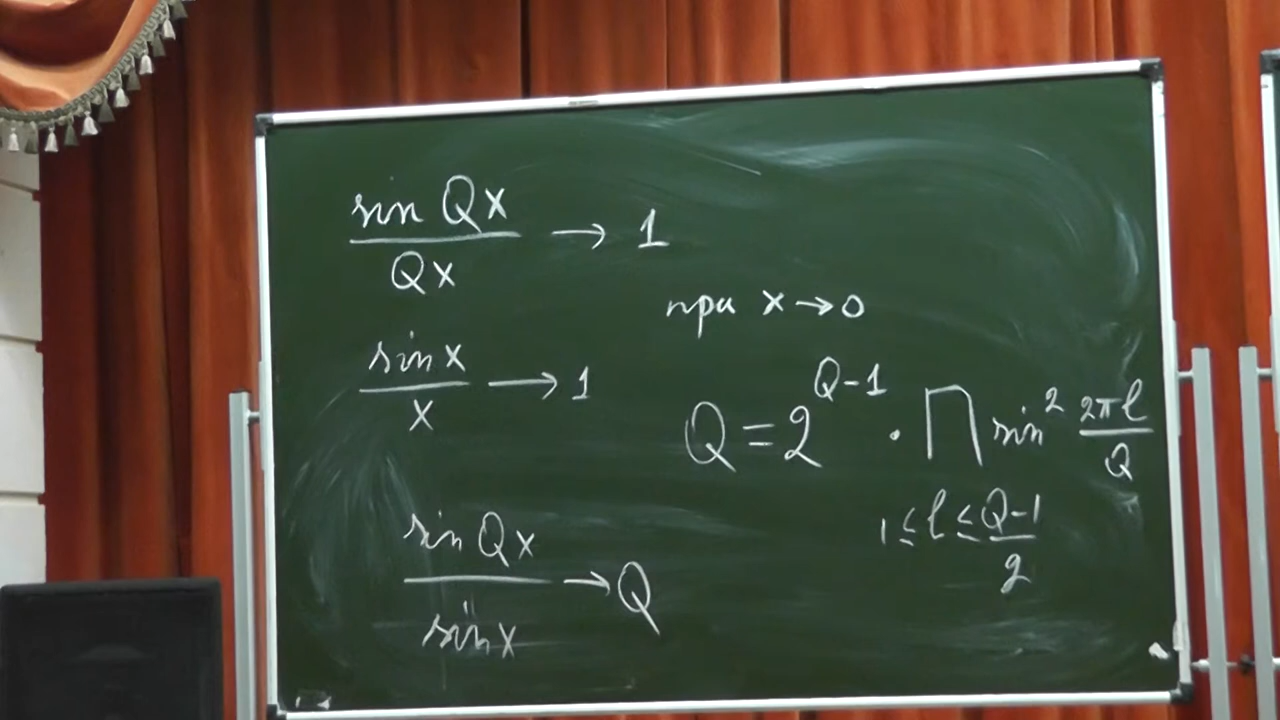 sin Qx / Qx → 1
при x → 0
sin x / x → 1
Q = 2^{Q-1} · ∏ sin² 2πl / Q
1 ≤ l ≤ Q-1 / 2
sin Qx / sin x → Q